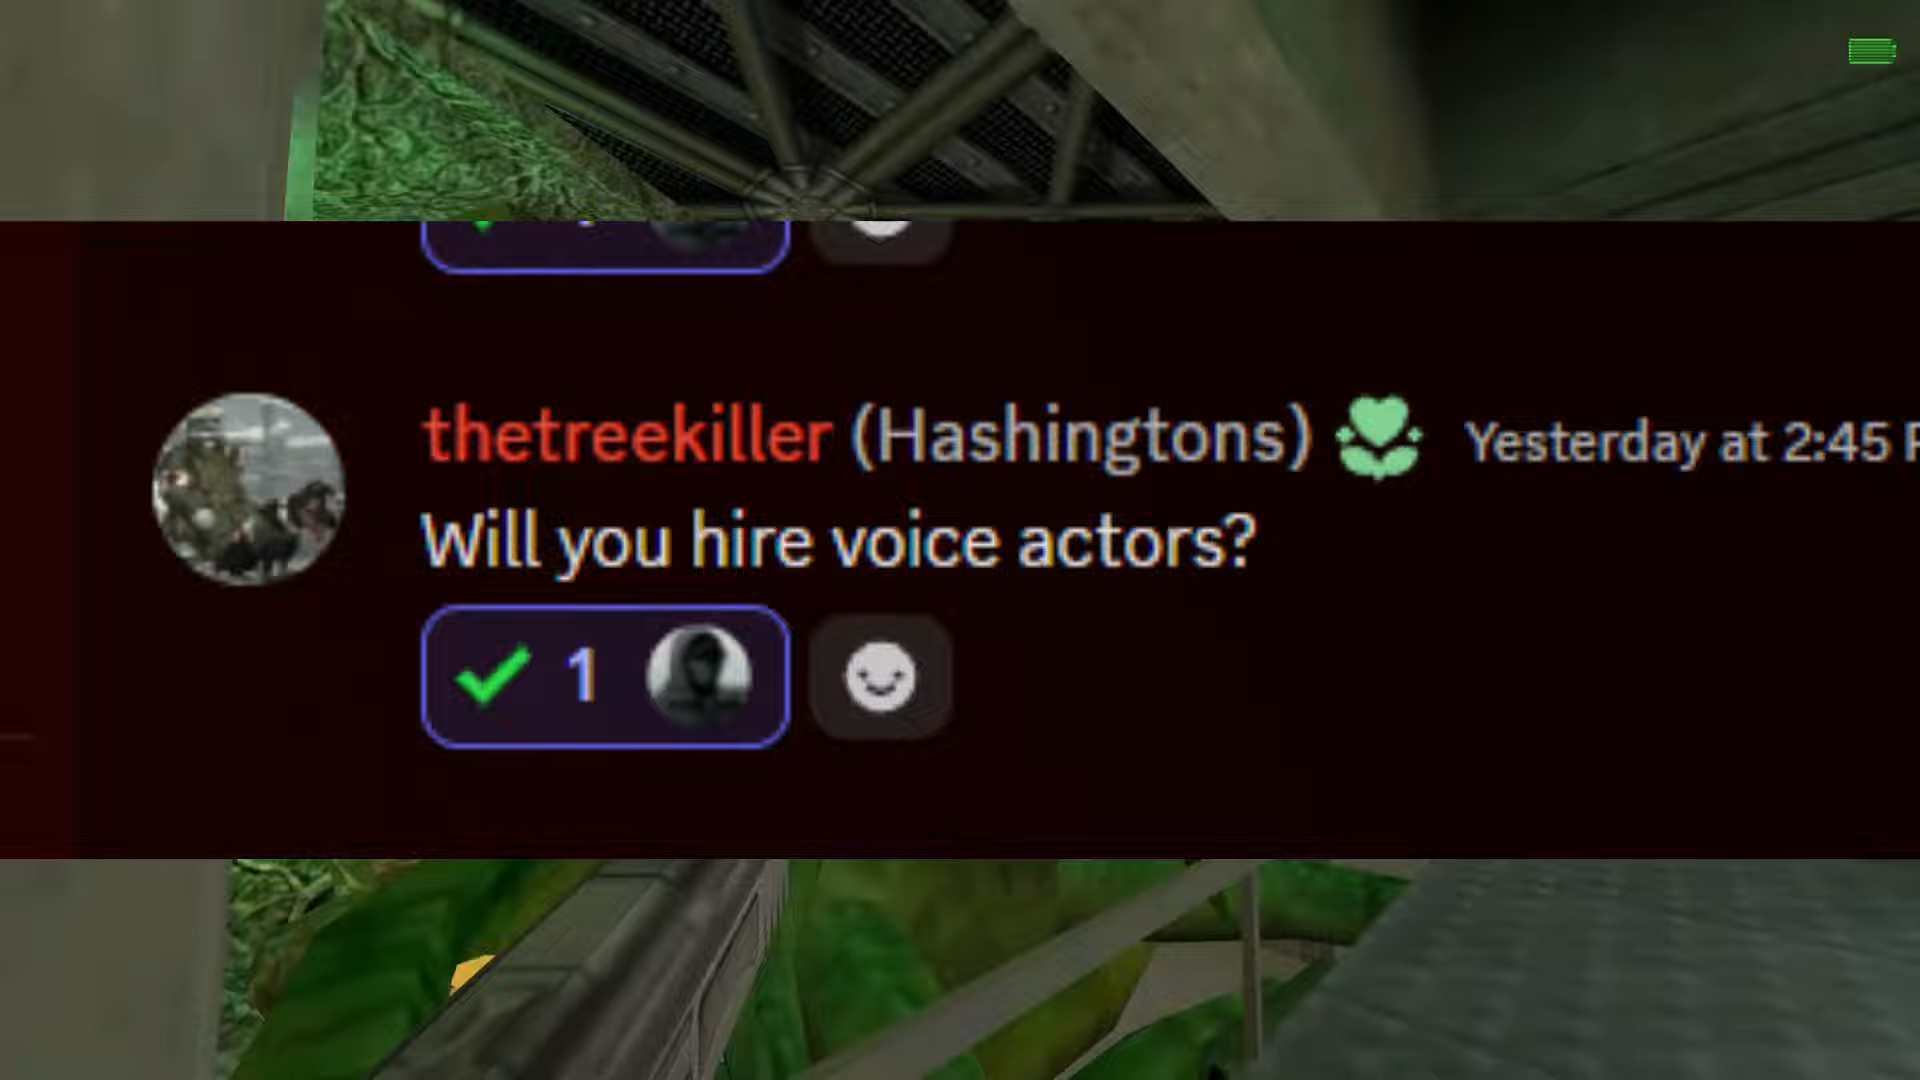 thetreekiller (Hashingtons) Yesterday at 2:45
Will you hire voice actors?
1